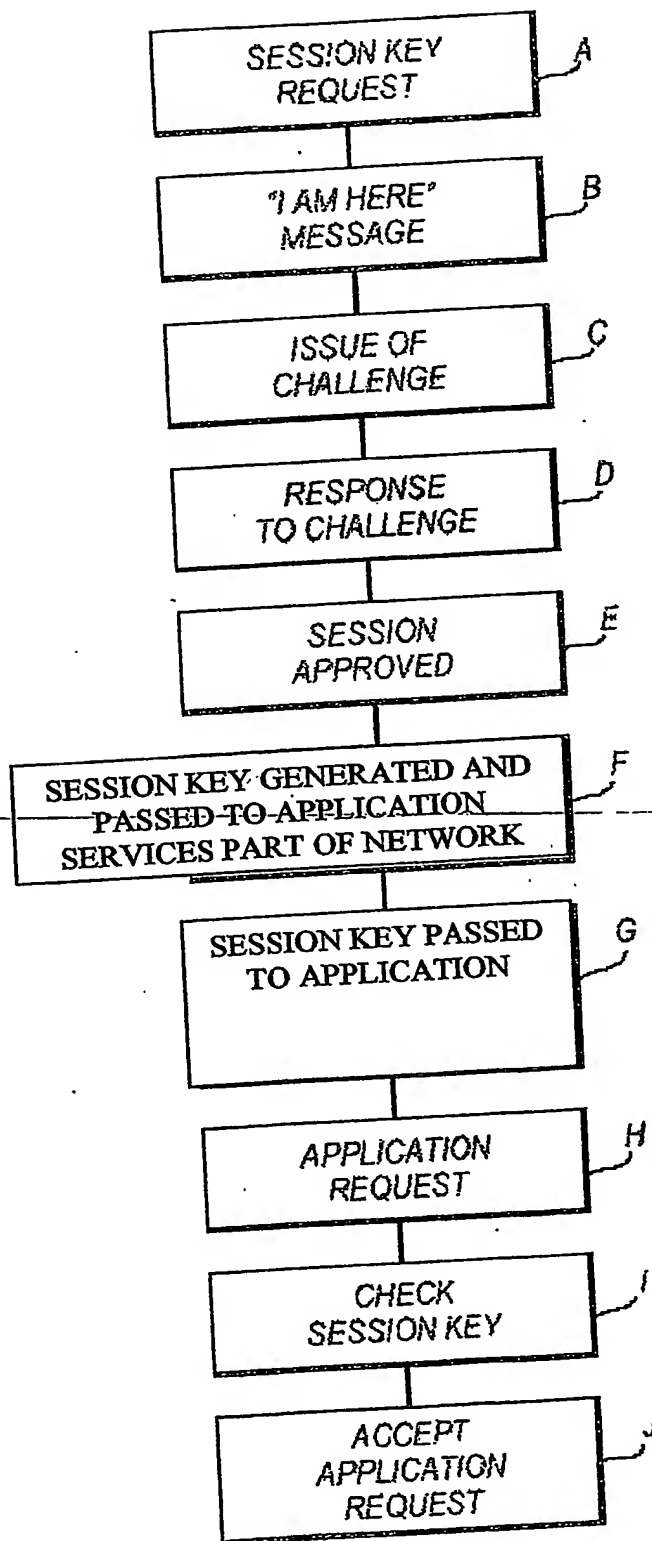 SESSION KEY
REQUEST
A
"I AM HERE"
MESSAGE
B
ISSUE OF
CHALLENGE
C
RESPONSE
TO CHALLENGE
D
SESSION
APPROVED
E
SESSION KEY GENERATED AND
PASSED TO APPLICATION
SERVICES PART OF NETWORK
F
SESSION KEY PASSED
TO APPLICATION
G
APPLICATION
REQUEST
H
CHECK
SESSION KEY
I
ACCEPT
APPLICATION
REQUEST
J